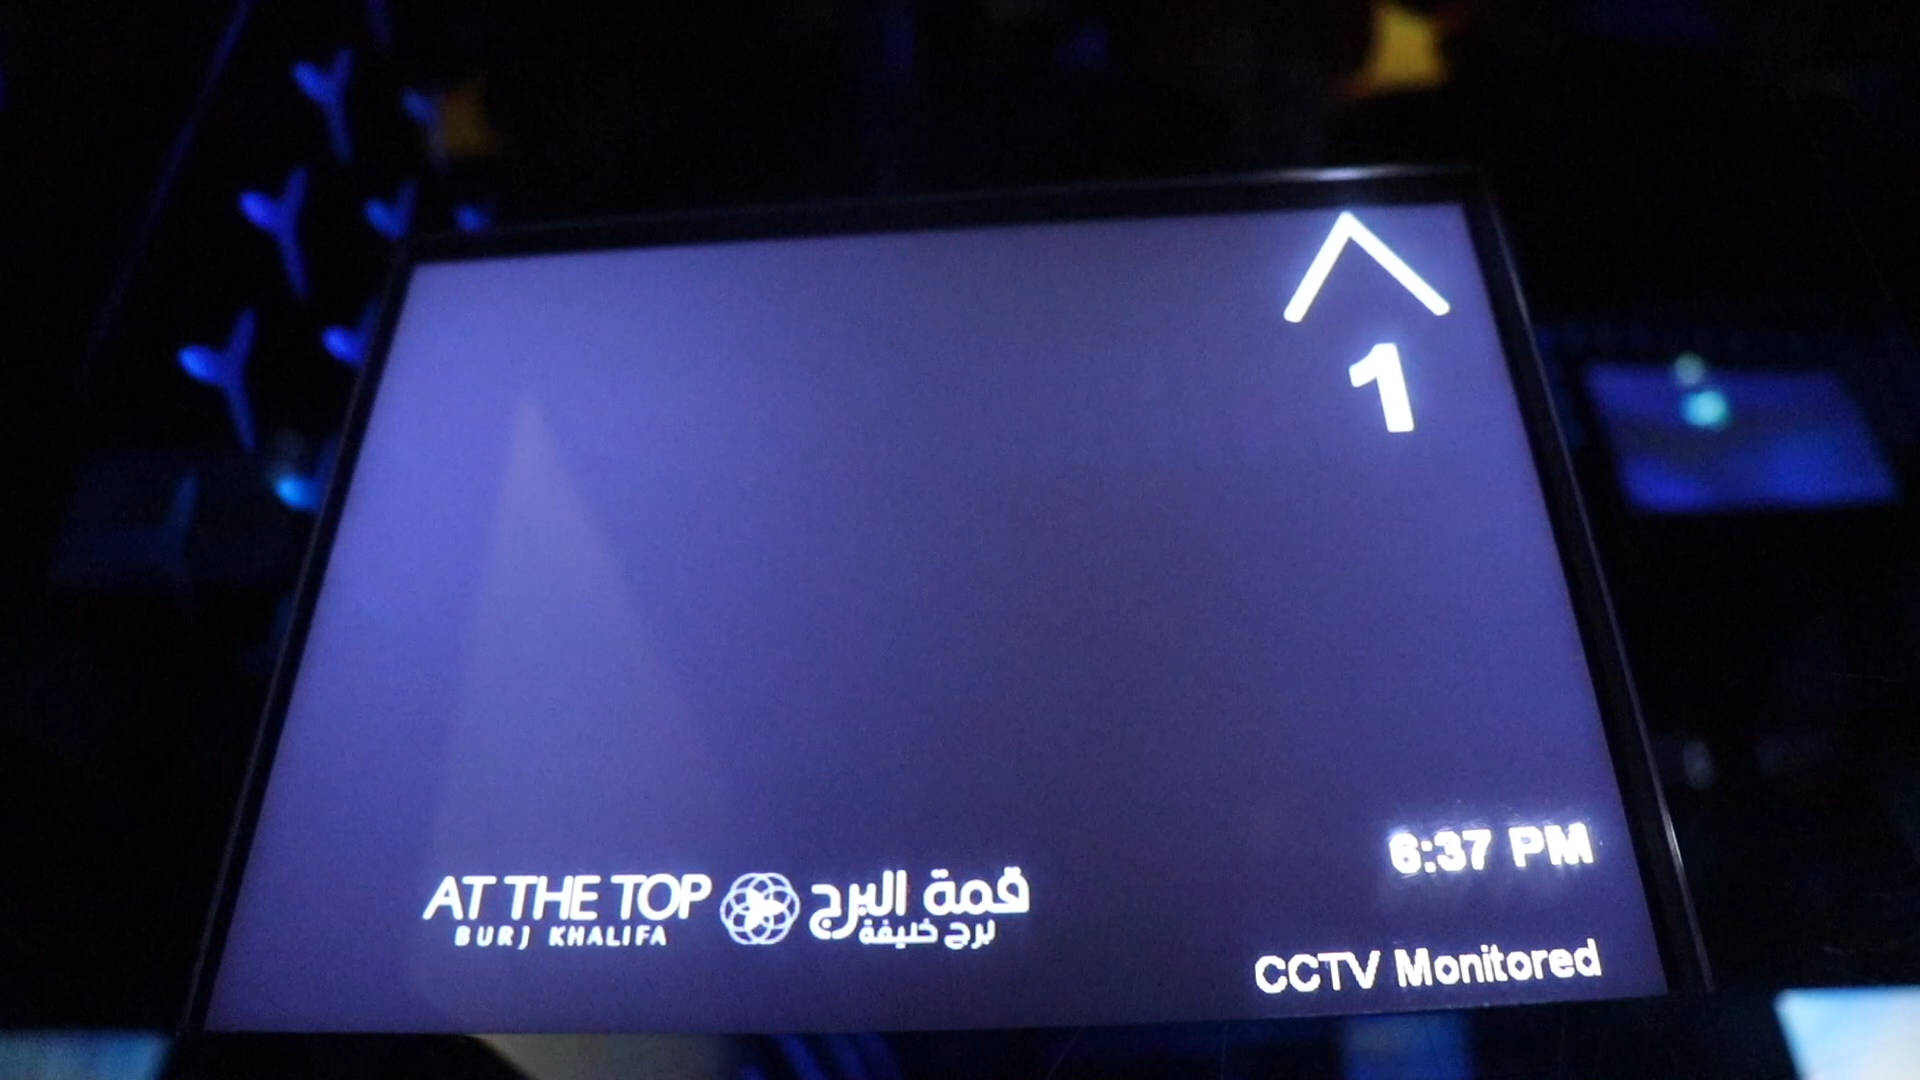 1
6:37 PM
AT THE TOP
BURJ KHALIFA
قمة البرج
برج خليفة
CCTV Monitored